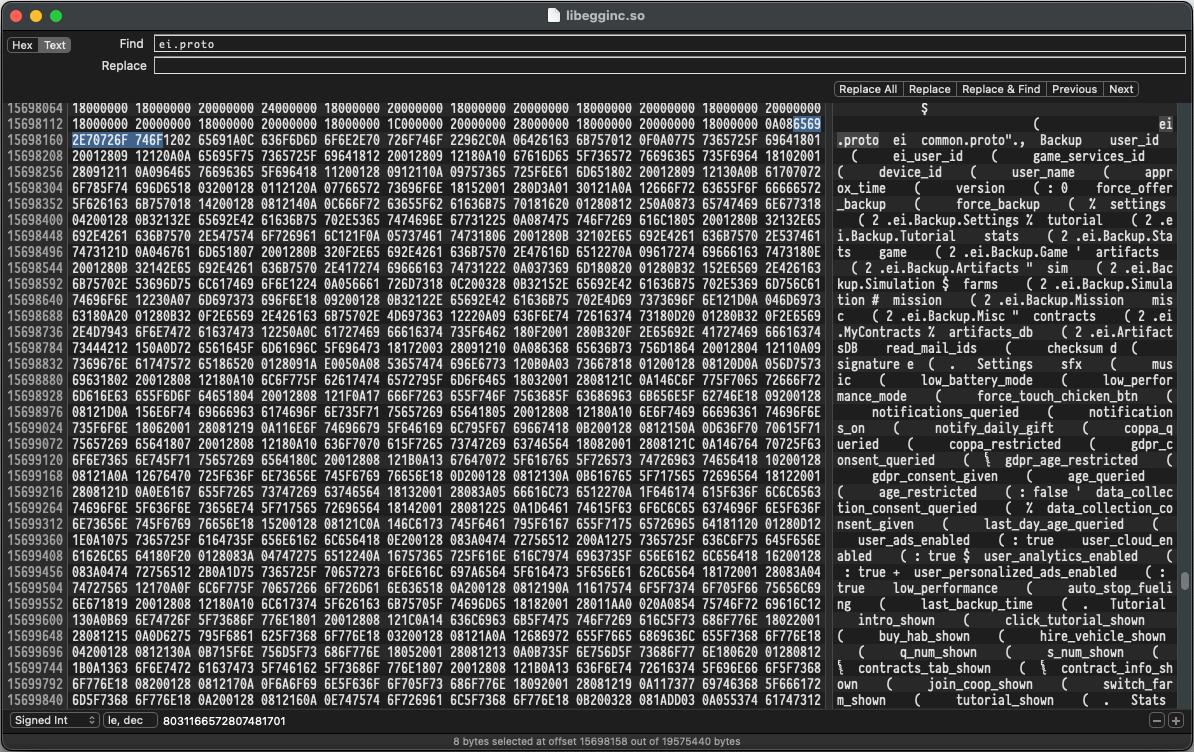 libegginc.so
Hex Text Find ei.proto
Replace
Replace All Replace Replace & Find Previous Next
15698064 18000000 18000000 20000000 24000000 18000000 20000000 18000000 20000000 18000000 20000000 18000000 20000000 $
15698112 18000000 20000000 18000000 20000000 18000000 1C000000 20000000 28000000 18000000 20000000 18000000 0A086569 ( ei
15698160 2E70726F 746F1202 65691A0C 636F6D6D 6F6E2E70 726F746F 22962C0A 06426163 6B757012 0F0A0775 7365725F 69641801 .proto ei common.proto"., Backup user_id
15698208 20012809 12120A0A 65695F75 7365725F 69641812 20012809 12180A10 67616D65 5F736572 76696365 735F6964 18102001 ( ei_user_id ( game_services_id
15698256 28091211 0A096465 76696365 5F696418 11200128 0912110A 09757365 725F6E61 6D651802 20012809 12130A0B 61707072 ( device_id ( user_name ( appr
15698304 6F785F74 696D6518 03200128 0112120A 07766572 73696F6E 18152001 280D3A01 30121A0A 12666F72 63655F6F 66666572 ox_time ( version ( : 0 force_offer
15698352 5F626163 6B757018 14200128 0812140A 0C666F72 63655F62 61636B75 70181620 01280812 250A0873 65747469 6E677318 _backup ( force_backup ( % settings
15698400 04200128 0B32132E 65692E42 61636B75 702E5365 7474696E 67731225 0A087475 746F7269 616C1805 2001280B 32132E65 ( 2 .ei.Backup.Settings % tutorial ( 2 .e
15698448 692E4261 636B7570 2E547574 6F726961 6C121F0A 05737461 74731806 2001280B 32102E65 692E4261 636B7570 2E537461 i.Backup.Tutorial stats ( 2 .ei.Backup.Sta
15698496 7473121D 0A046761 6D651807 2001280B 320F2E65 692E4261 636B7570 2E47616D 6512270A 09617274 69666163 7473180E ts game ( 2 .ei.Backup.Game ' artifacts
15698544 2001280B 32142E65 692E4261 636B7570 2E417274 69666163 74731222 0A037369 6D180820 01280B32 152E6569 2E426163 ( 2 .ei.Backup.Artifacts " sim ( 2 .ei.Bac
15698592 6B75702E 53696D75 6C617469 6F6E1224 0A056661 726D7318 0C200328 0B32152E 65692E42 61636B75 702E5369 6D756C61 kup.Simulation $ farms ( 2 .ei.Backup.Simula
15698640 74696F6E 12230A07 6D697373 696F6E18 09200128 0B32122E 65692E42 61636B75 702E4D69 7373696F 6E121D0A 046D6973 tion # mission ( 2 .ei.Backup.Mission mis
15698688 63180A20 01280B32 0F2E6569 2E426163 6B75702E 4D697363 12220A09 636F6E74 72616374 73180D20 01280B32 0F2E6569 c ( 2 .ei.Backup.Misc " contracts ( 2 .ei
15698736 2E4D7943 6F6E7472 61637473 12250A0C 61727469 66616374 735F6462 180F2001 280B320F 2E65692E 41727469 66616374 .MyContracts % artifacts_db ( 2 .ei.Artifact
15698784 73444212 150A0D72 6561645F 6D61696C 5F696473 18172003 28091210 0A086368 65636B73 756D1864 20012804 12110A09 sDB read_mail_ids ( checksum d (
15698832 7369676E 61747572 65186520 0128091A E0050A08 53657474 696E6773 120B0A03 73667818 01200128 08120D0A 056D7573 signature e ( . Settings sfx ( mus
15698880 69631802 20012808 12180A10 6C6F775F 62617474 6572795F 6D6F6465 18032001 2808121C 0A146C6F 775F7065 72666F72 ic ( low_battery_mode ( low_perfor
15698928 6D616E63 655F6D6F 64651804 20012808 121F0A17 666F7263 655F746F 7563685F 63686963 6B656E5F 62746E18 09200128 mance_mode ( force_touch_chicken_btn (
15698976 08121D0A 156E6F74 69666963 6174696F 6E735F71 75657269 65641805 20012808 12180A10 6E6F7469 66696361 74696F6E notifications_queried ( notification
15699024 735F6F6E 18062001 28081219 0A116E6F 74696679 5F646169 6C795F67 69667418 0B200128 0812150A 0D636F70 70615F71 s_on ( notify_daily_gift ( coppa_q
15699072 75657269 65641807 20012808 12180A10 636F7070 615F7265 73747269 63746564 18082001 2808121C 0A146764 70725F63 ueried ( coppa_restricted ( gdpr_c
15699120 6F6E7365 6E745F71 75657269 6564180C 20012808 121B0A13 67647072 5F616765 5F726573 74726963 74656418 10200128 onsent_queried ( gdpr_age_restricted (
15699168 08121A0A 12676470 725F636F 6E73656E 745F6769 76656E18 0D200128 0812130A 0B616765 5F717565 72696564 18122001 gdpr_consent_given ( age_queried
15699216 2808121D 0A0E6167 655F7265 73747269 63746564 18132001 28083A05 66616C73 6512270A 1F646174 615F636F 6C6C6563 ( age_restricted ( : false ' data_collec
15699264 74696F6E 5F636F6E 73656E74 5F717565 72696564 18142001 28081225 0A1D6461 74615F63 6F6C6C65 6374696F 6E5F636F tion_consent_queried ( % data_collection_co
15699312 6E73656E 745F6769 76656E18 15200128 08121C0A 146C6173 745F6461 795F6167 655F7175 65726965 64181120 01280D12 nsent_given ( last_day_age_queried (
15699360 1E0A1075 7365725F 6164735F 656E6162 6C656418 0E200128 083A0474 72756512 200A1275 7365725F 636C6F75 645F656E user_ads_enabled ( : true user_cloud_en
15699408 61626C65 64180F20 0128083A 04747275 6512240A 16757365 725F616E 616C7974 6963735F 656E6162 6C656418 16200128 abled ( : true $ user_analytics_enabled (
15699456 083A0474 72756512 2B0A1D75 7365725F 70657273 6F6E616C 697A6564 5F616473 5F656E61 626C6564 18172001 28083A04 : true + user_personalized_ads_enabled ( :
15699504 74727565 12170A0F 6C6F775F 70657266 6F726D61 6E636518 0A200128 0812190A 11617574 6F5F7374 6F705F66 75656C69 true low_performance ( auto_stop_fueli
15699552 6E671819 20012808 12180A10 6C617374 5F626163 6B75705F 74696D65 18182001 28011AA0 020A0854 75746F72 69616C12 ng ( last_backup_time ( . Tutorial
15699600 130A0B69 6E74726F 5F73686F 776E1801 20012808 121C0A14 636C6963 6B5F7475 746F7269 616C5F73 686F776E 18022001 intro_shown ( click_tutorial_shown
15699648 28081215 0A0D6275 795F6861 625F7368 6F776E18 03200128 08121A0A 12686972 655F7665 6869636C 655F7368 6F776E18 ( buy_hab_shown ( hire_vehicle_shown
15699696 04200128 0812130A 0B715F6E 756D5F73 686F776E 18052001 28081213 0A0B735F 6E756D5F 73686F77 6E180620 01280812 ( q_num_shown ( s_num_shown (
15699744 1B0A1363 6F6E7472 61637473 5F746162 5F73686F 776E1807 20012808 121B0A13 636F6E74 72616374 5F696E66 6F5F7368 contracts_tab_shown ( contract_info_sh
15699792 6F776E18 08200128 0812170A 0F6A6F69 6E5F636F 6F705F73 686F776E 18092001 28081219 0A117377 69746368 5F666172 own ( join_coop_shown ( switch_far
15699840 6D5F7368 6F776E18 0A200128 0812160A 0E747574 6F726961 6C5F7368 6F776E18 0B200328 081ADD03 0A055374 61747312 m_shown ( tutorial_shown ( . Stats
Signed Int le, dec 8031166572807481701
8 bytes selected at offset 15698158 out of 19575440 bytes